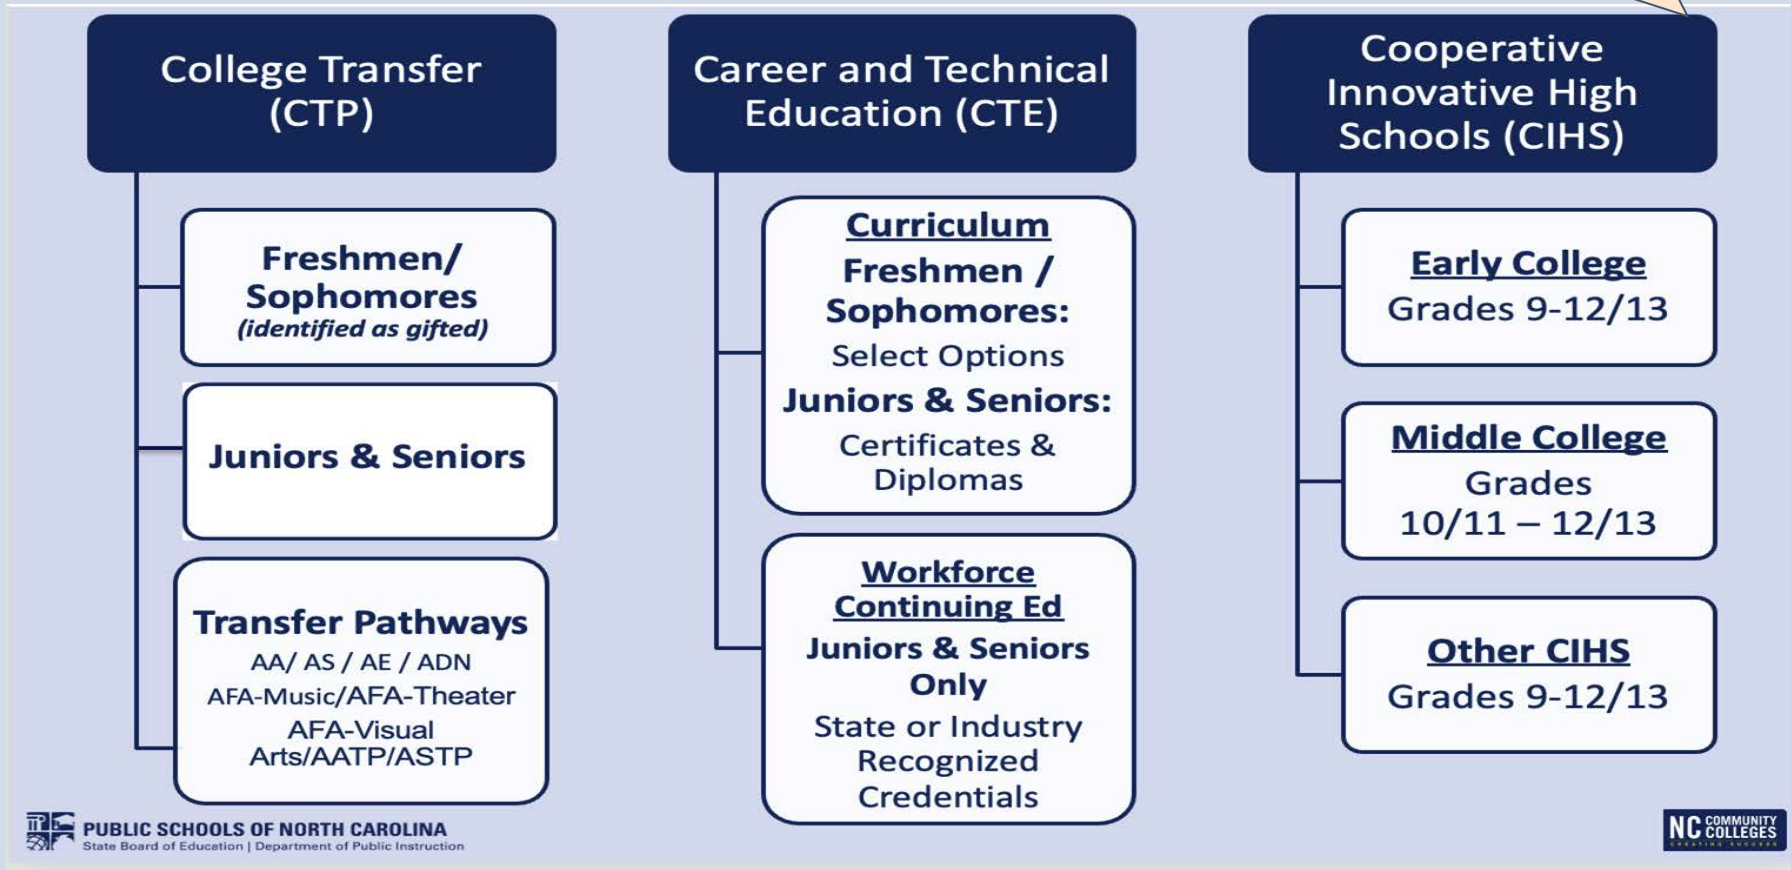 College Transfer
(CTP)
Freshmen/
Sophomores
(identified as gifted)
Juniors & Seniors
Transfer Pathways
AA/ AS / AE / ADN
AFA-Music/AFA-Theater
AFA-Visual
Arts/AATP/ASTP
Career and Technical
Education (CTE)
Curriculum
Freshmen /
Sophomores:
Select Options
Juniors & Seniors:
Certificates &
Diplomas
Workforce
Continuing Ed
Juniors & Seniors
Only
State or Industry
Recognized
Credentials
Cooperative
Innovative High
Schools (CIHS)
Early College
Grades 9-12/13
Middle College
Grades
10/11 – 12/13
Other CIHS
Grades 9-12/13
PUBLIC SCHOOLS OF NORTH CAROLINA
State Board of Education | Department of Public Instruction
NC COMMUNITY
COLLEGES
CREATING SUCCESS